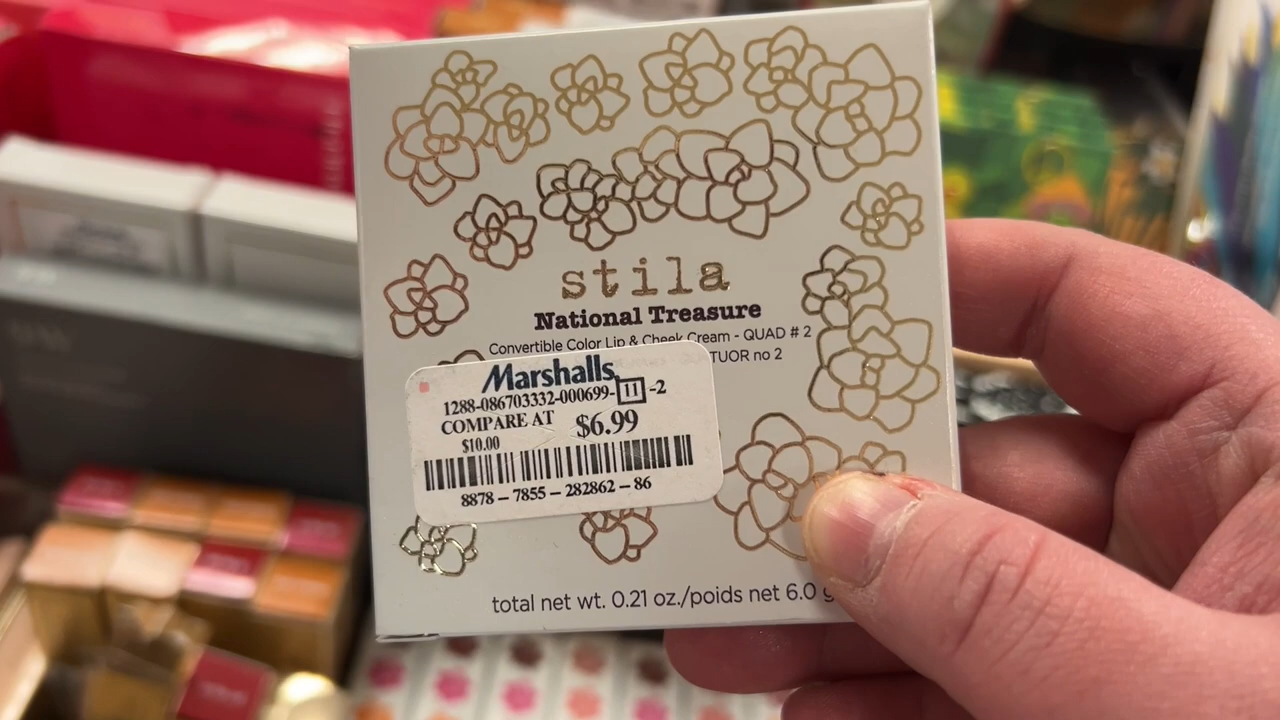 stila
National Treasure
Convertible Color Lip & Cheek Cream - QUAD # 2
TUOR no 2
Marshalls
1288-086703332-000699-11-2
COMPARE AT
$10.00
$6.99
8878 – 7855 – 282862 – 86
total net wt. 0.21 oz./poids net 6.0 g